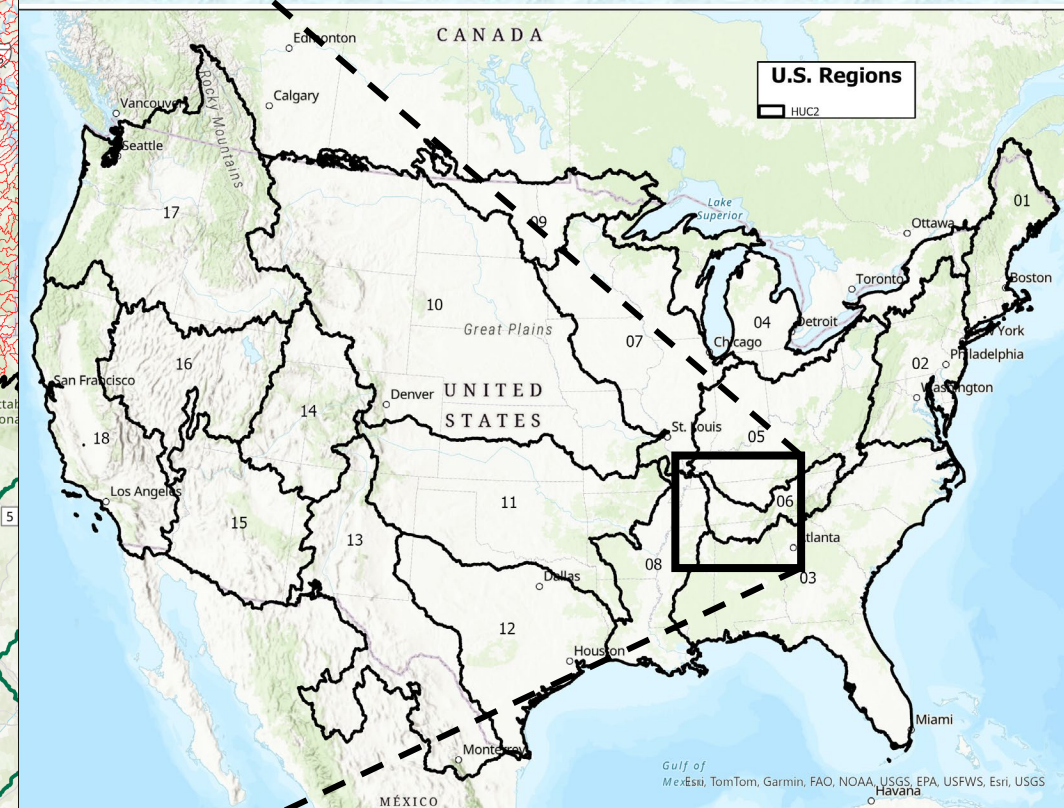 CANADA
Edmonton
U.S. Regions
HUC2
Rocky Mountains
Calgary
Vancouver
Seattle
01
17
Lake
Superior
09
Ottawa
Toronto
Boston
10
Great Plains
04
Detroit
07
Chicago
York
16
02
Philadelphia
San Francisco
Washington
Denver
UNITED
STATES
14
St. Louis
05
18
Los Angeles
11
06
5
15
13
Atlanta
08
03
Dallas
12
Houston
Miami
Monterrey
Gulf of
Mexico
Esri, TomTom, Garmin, FAO, NOAA, USGS, EPA, USFWS, Esri, USGS
MÉXICO
Havana